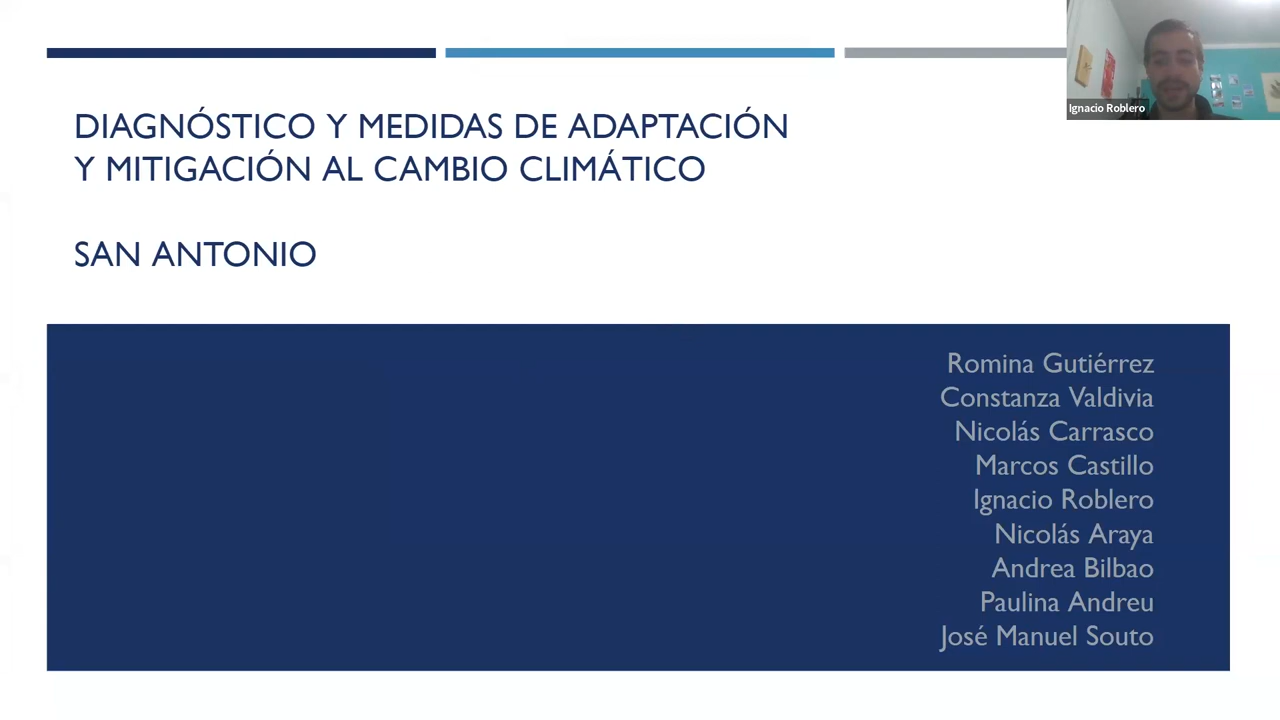 Ignacio Roblero
DIAGNÓSTICO Y MEDIDAS DE ADAPTACIÓN
Y MITIGACIÓN AL CAMBIO CLIMÁTICO
SAN ANTONIO
Romina Gutiérrez
Constanza Valdivia
Nicolás Carrasco
Marcos Castillo
Ignacio Roblero
Nicolás Araya
Andrea Bilbao
Paulina Andreu
José Manuel Souto